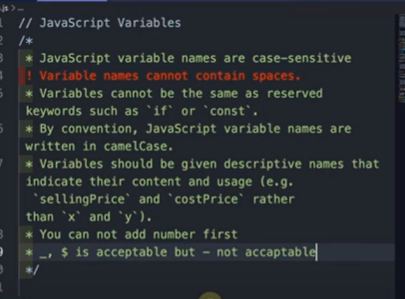 .js > ...
// JavaScript Variables
/*
* JavaScript variable names are case-sensitive
! Variable names cannot contain spaces.
* Variables cannot be the same as reserved
keywords such as `if` or `const`.
* By convention, JavaScript variable names are
written in camelCase.
* Variables should be given descriptive names that
indicate their content and usage (e.g.
`sellingPrice` and `costPrice` rather
than `x` and `y`).
* You can not add number first
* _, $ is acceptable but - not accaptable
*/